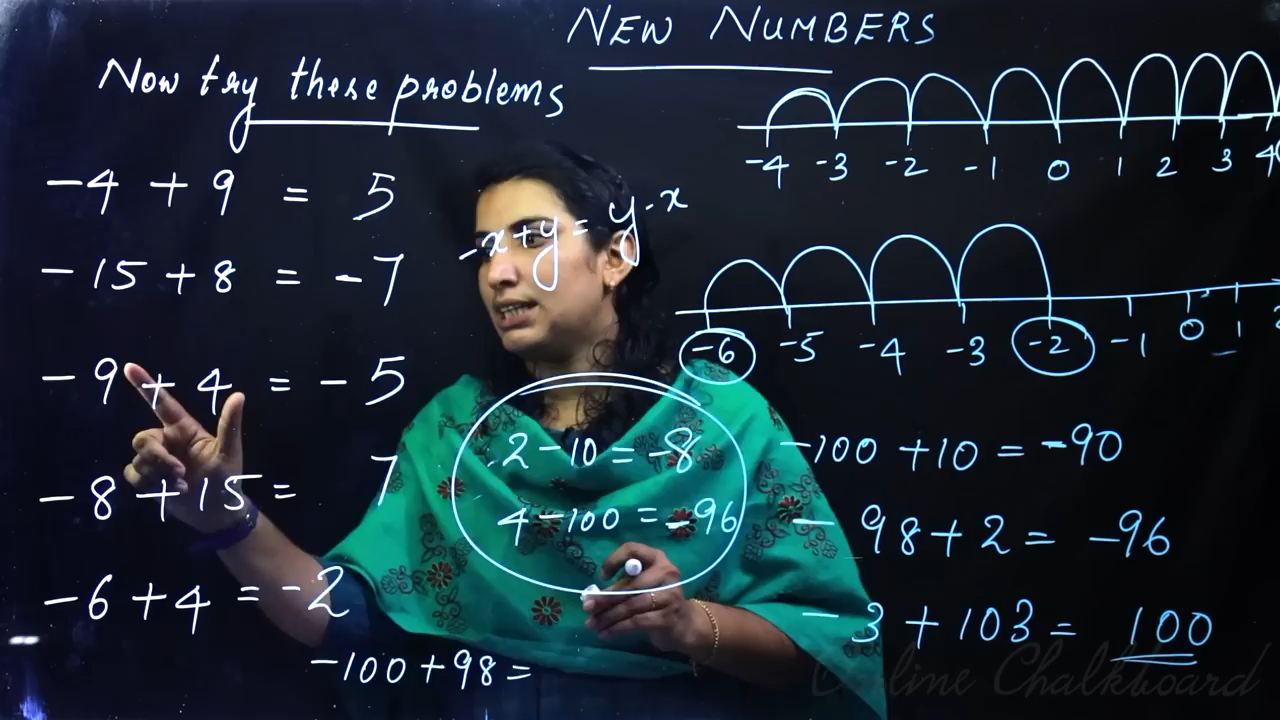 NEW NUMBERS
Now try these problems
-4 + 9 = 5
-15 + 8 = -7
-9 + 4 = -5
-8 + 15 = 7
-6 + 4 = -2
-100 + 98 =
-x + y = y - x
2 - 10 = -8
4 - 100 = -96
-4 -3 -2 -1 0 1 2 3 4
-6 -5 -4 -3 -2 -1 0 1
-100 + 10 = -90
- 98 + 2 = -96
- 3 + 103 = 100
Online Chalkboard